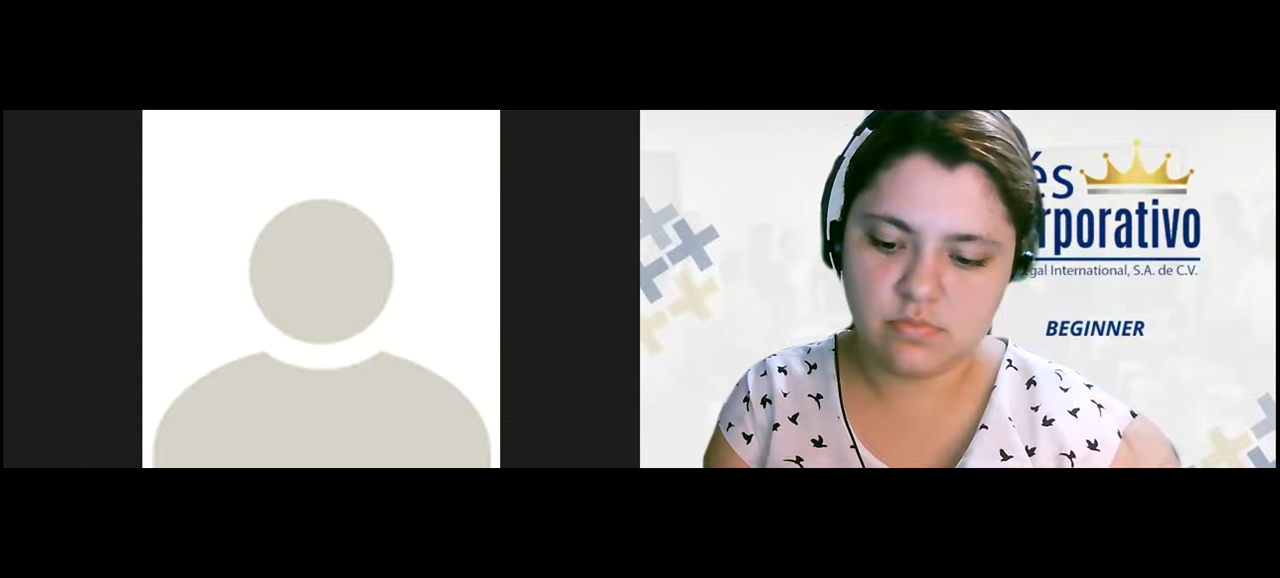 és
rporativo
gal International, S.A. de C.V.
BEGINNER